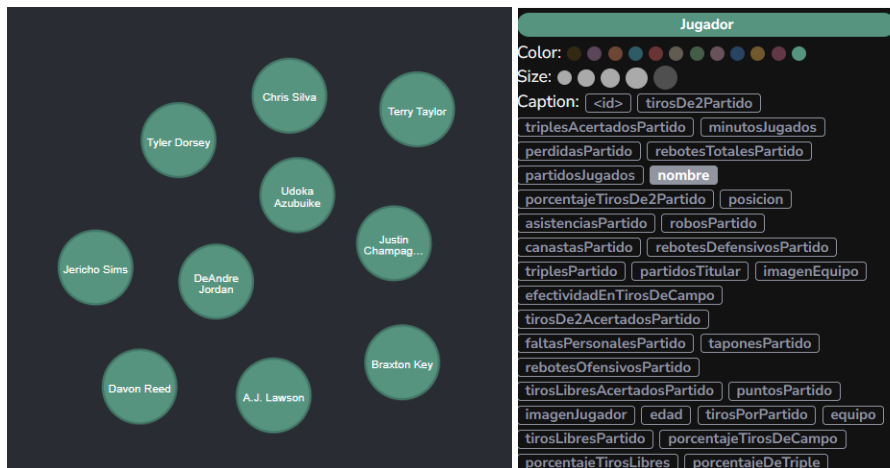 Chris Silva
Terry Taylor
Tyler Dorsey
Udoka
Azubuike
Justin
Champag...
Jericho Sims
DeAndre
Jordan
Braxton Key
Davon Reed
A.J. Lawson
Jugador
Color:
Size:
Caption: <id> tirosDe2Partido
triplesAcertadosPartido minutosJugados
perdidasPartido rebotesTotalesPartido
partidosJugados nombre
porcentajeTirosDe2Partido posicion
asistenciasPartido robosPartido
canastasPartido rebotesDefensivosPartido
triplesPartido partidosTitular imagenEquipo
efectividadEnTirosDeCampo
tirosDe2AcertadosPartido
faltasPersonalesPartido taponesPartido
rebotesOfensivosPartido
tirosLibresAcertadosPartido puntosPartido
imagenJugador edad tirosPorPartido equipo
tirosLibresPartido porcentajeTirosDeCampo
porcentajeTirosLibres porcentajeDeTriple